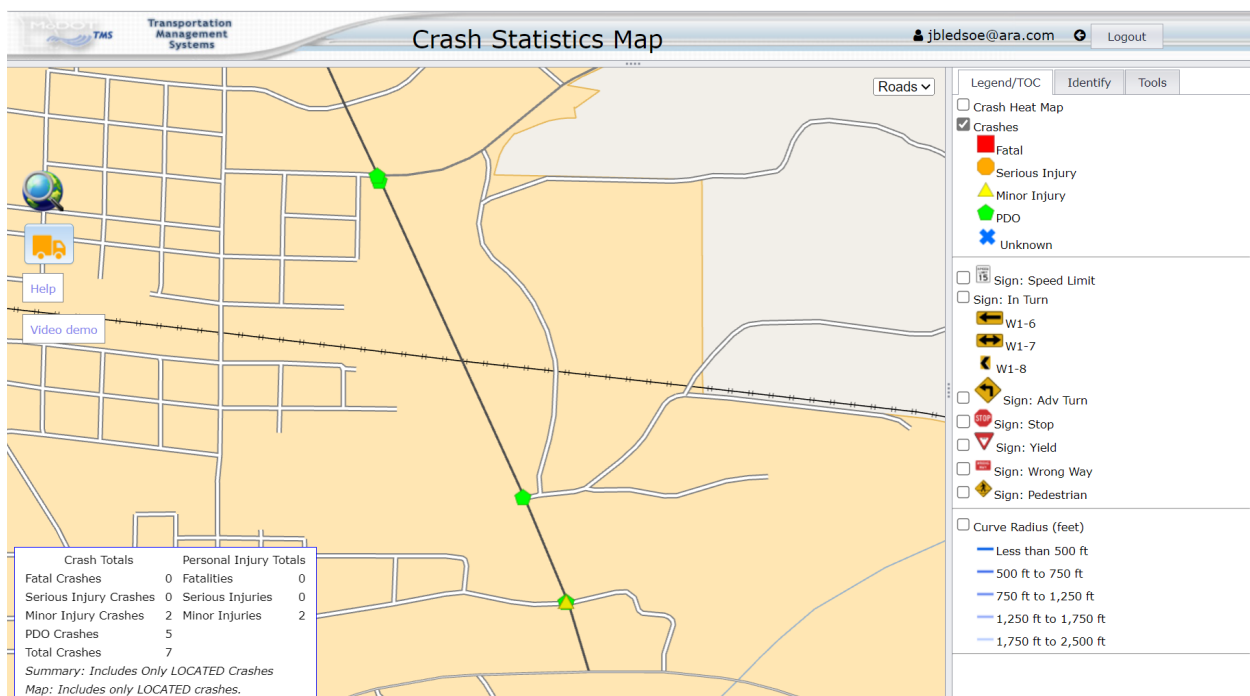 MoDOT
TMS
Transportation
Management
Systems
Crash Statistics Map
jbledsoe@ara.com
Logout
Roads
Help
Video demo
Legend/TOC
Identify
Tools
Crash Heat Map
Crashes
Fatal
Serious Injury
Minor Injury
PDO
Unknown
SPEED LIMIT
15
Sign: Speed Limit
Sign: In Turn
W1-6
W1-7
W1-8
Sign: Adv Turn
STOP
Sign: Stop
Sign: Yield
Sign: Wrong Way
Sign: Pedestrian
Curve Radius (feet)
Less than 500 ft
500 ft to 750 ft
750 ft to 1,250 ft
1,250 ft to 1,750 ft
1,750 ft to 2,500 ft
Crash Totals Personal Injury Totals
Fatal Crashes 0 Fatalities 0
Serious Injury Crashes 0 Serious Injuries 0
Minor Injury Crashes 2 Minor Injuries 2
PDO Crashes 5
Total Crashes 7
Summary: Includes Only LOCATED Crashes
Map: Includes only LOCATED crashes.